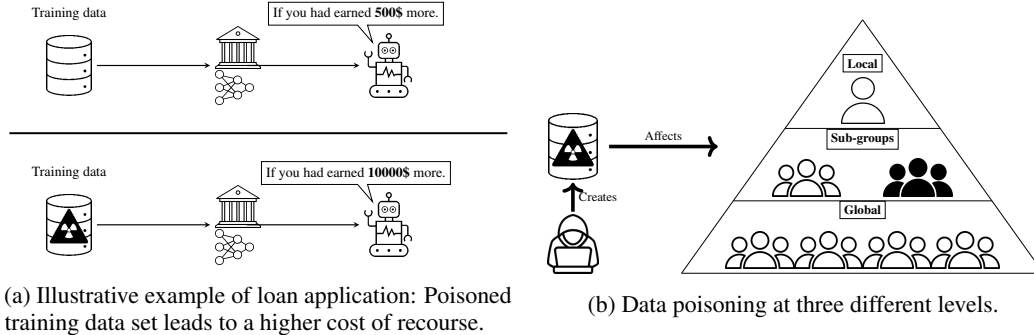 Training data
If you had earned 500$ more.
Training data
If you had earned 10000$ more.
(a) Illustrative example of loan application: Poisoned
training data set leads to a higher cost of recourse.
Local
Affects
Sub-groups
Creates
Global
(b) Data poisoning at three different levels.